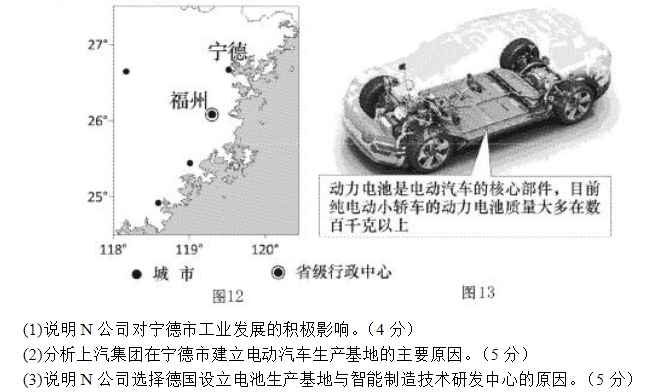 27°
宁德
福州
26°
25°
118°
119°
120°
城市
省级行政中心
图12
动力电池是电动汽车的核心部件，目前
纯电动小轿车的动力电池质量大多在数
百千克以上
图13
(1)说明 N 公司对宁德市工业发展的积极影响。（4 分）
(2)分析上汽集团在宁德市建立电动汽车生产基地的主要原因。（5 分）
(3)说明 N 公司选择德国设立电池生产基地与智能制造技术研发中心的原因。（5 分）